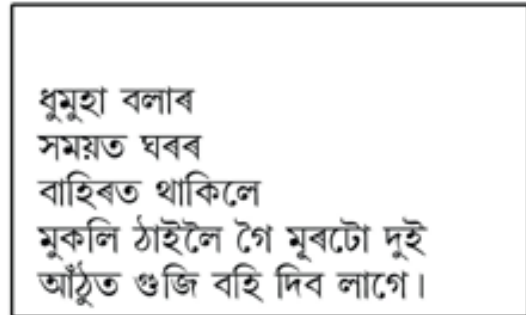 ধুমুহা বলাৰ
সময়ত ঘৰৰ
বাহিৰত থাকিলে
মুকলি ঠাইলৈ গৈ মূৰটো দুই
আঁঠুত গুজি বহি দিব লাগে।